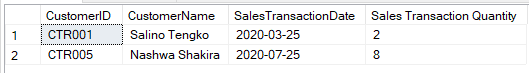 CustomerID CustomerName SalesTransactionDate Sales Transaction Quantity
1 CTR001 Salino Tengko 2020-03-25 2
2 CTR005 Nashwa Shakira 2020-07-25 8